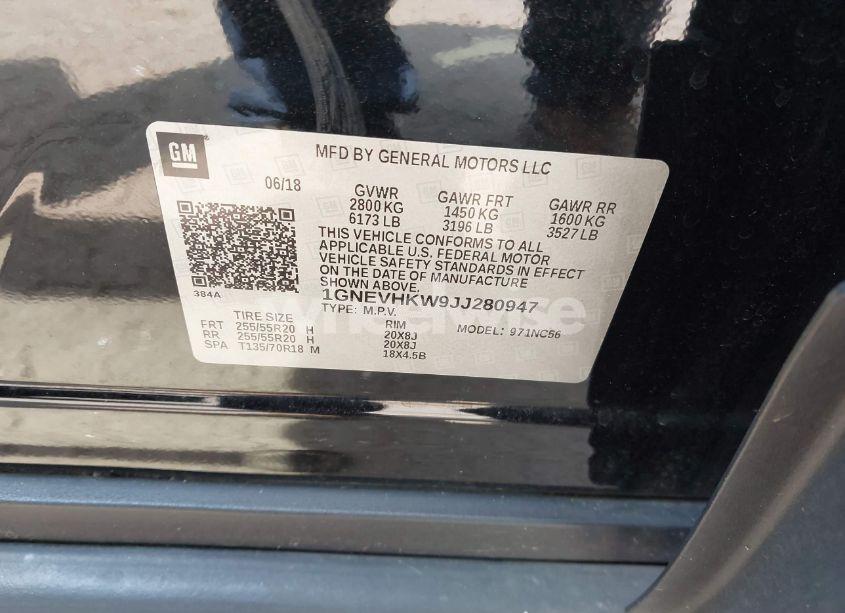 GM
MFD BY GENERAL MOTORS LLC
06/18
GVWR GAWR FRT GAWR RR
2800 KG 1450 KG 1600 KG
6173 LB 3196 LB 3527 LB
THIS VEHICLE CONFORMS TO ALL
APPLICABLE U.S. FEDERAL MOTOR
VEHICLE SAFETY STANDARDS IN EFFECT
ON THE DATE OF MANUFACTURE
SHOWN ABOVE.
384A
1GNEVHKW9JJ280947
TYPE: M.P.V.
TIRE SIZE RIM MODEL: 971NC56
FRT 255/55R20 H 20X8J
RR 255/55R20 H 20X8J
SPA T135/70R18 M 18X4.5B